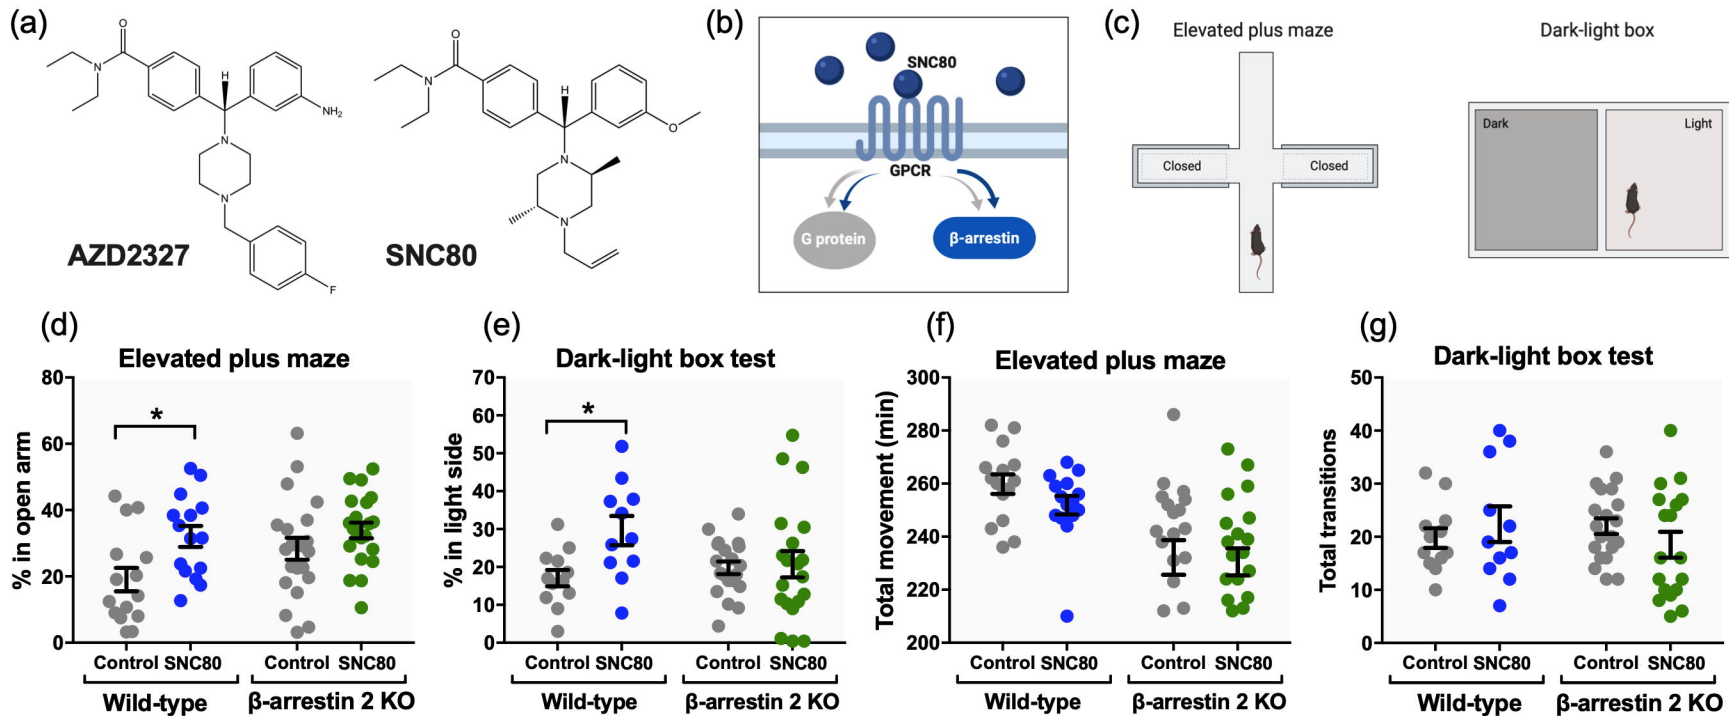 (a)
O
N
H
NH₂
N
N
F
AZD2327
O
N
H
O
N
N
SNC80
(b)
SNC80
GPCR
G protein
β-arrestin
(c)
Elevated plus maze
Closed
Closed
Dark-light box
Dark
Light
(d)
Elevated plus maze
% in open arm
80
60
40
20
0
*
Control SNC80
Control SNC80
Wild-type
β-arrestin 2 KO
(e)
Dark-light box test
% in light side
70
60
50
40
30
20
10
0
*
Control SNC80
Control SNC80
Wild-type
β-arrestin 2 KO
(f)
Elevated plus maze
Total movement (min)
300
280
260
240
220
200
Control SNC80
Control SNC80
Wild-type
β-arrestin 2 KO
(g)
Dark-light box test
Total transitions
50
40
30
20
10
0
Control SNC80
Control SNC80
Wild-type
β-arrestin 2 KO